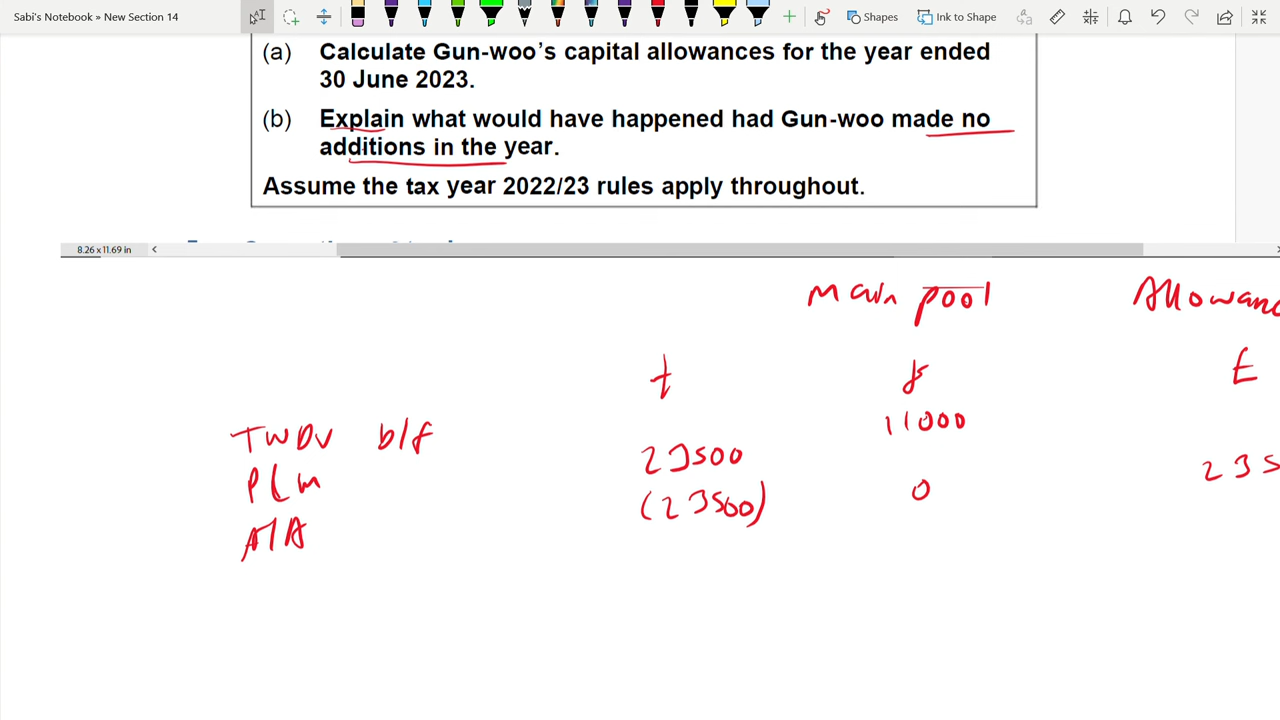 Sabi's Notebook » New Section 14
Shapes Ink to Shape
(a) Calculate Gun-woo's capital allowances for the year ended
30 June 2023.
(b) Explain what would have happened had Gun-woo made no
additions in the year.
Assume the tax year 2022/23 rules apply throughout.
8.26 x 11.69 in
Main pool Allowanc
£ £ £
11000
TWDV b/f
23500
P&M 235
(23500) 0
AIA